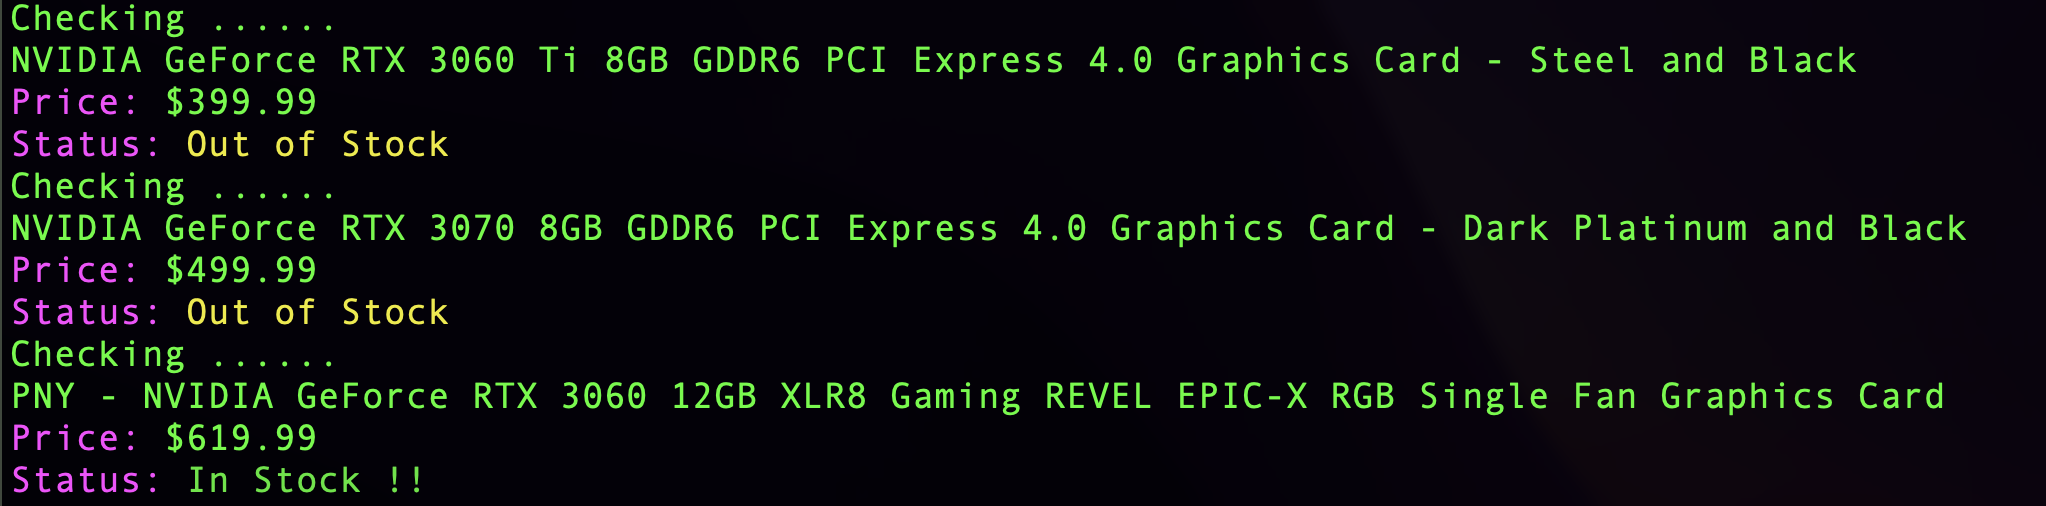 Checking ......
NVIDIA GeForce RTX 3060 Ti 8GB GDDR6 PCI Express 4.0 Graphics Card - Steel and Black
Price: $399.99
Status: Out of Stock
Checking ......
NVIDIA GeForce RTX 3070 8GB GDDR6 PCI Express 4.0 Graphics Card - Dark Platinum and Black
Price: $499.99
Status: Out of Stock
Checking ......
PNY - NVIDIA GeForce RTX 3060 12GB XLR8 Gaming REVEL EPIC-X RGB Single Fan Graphics Card
Price: $619.99
Status: In Stock !!